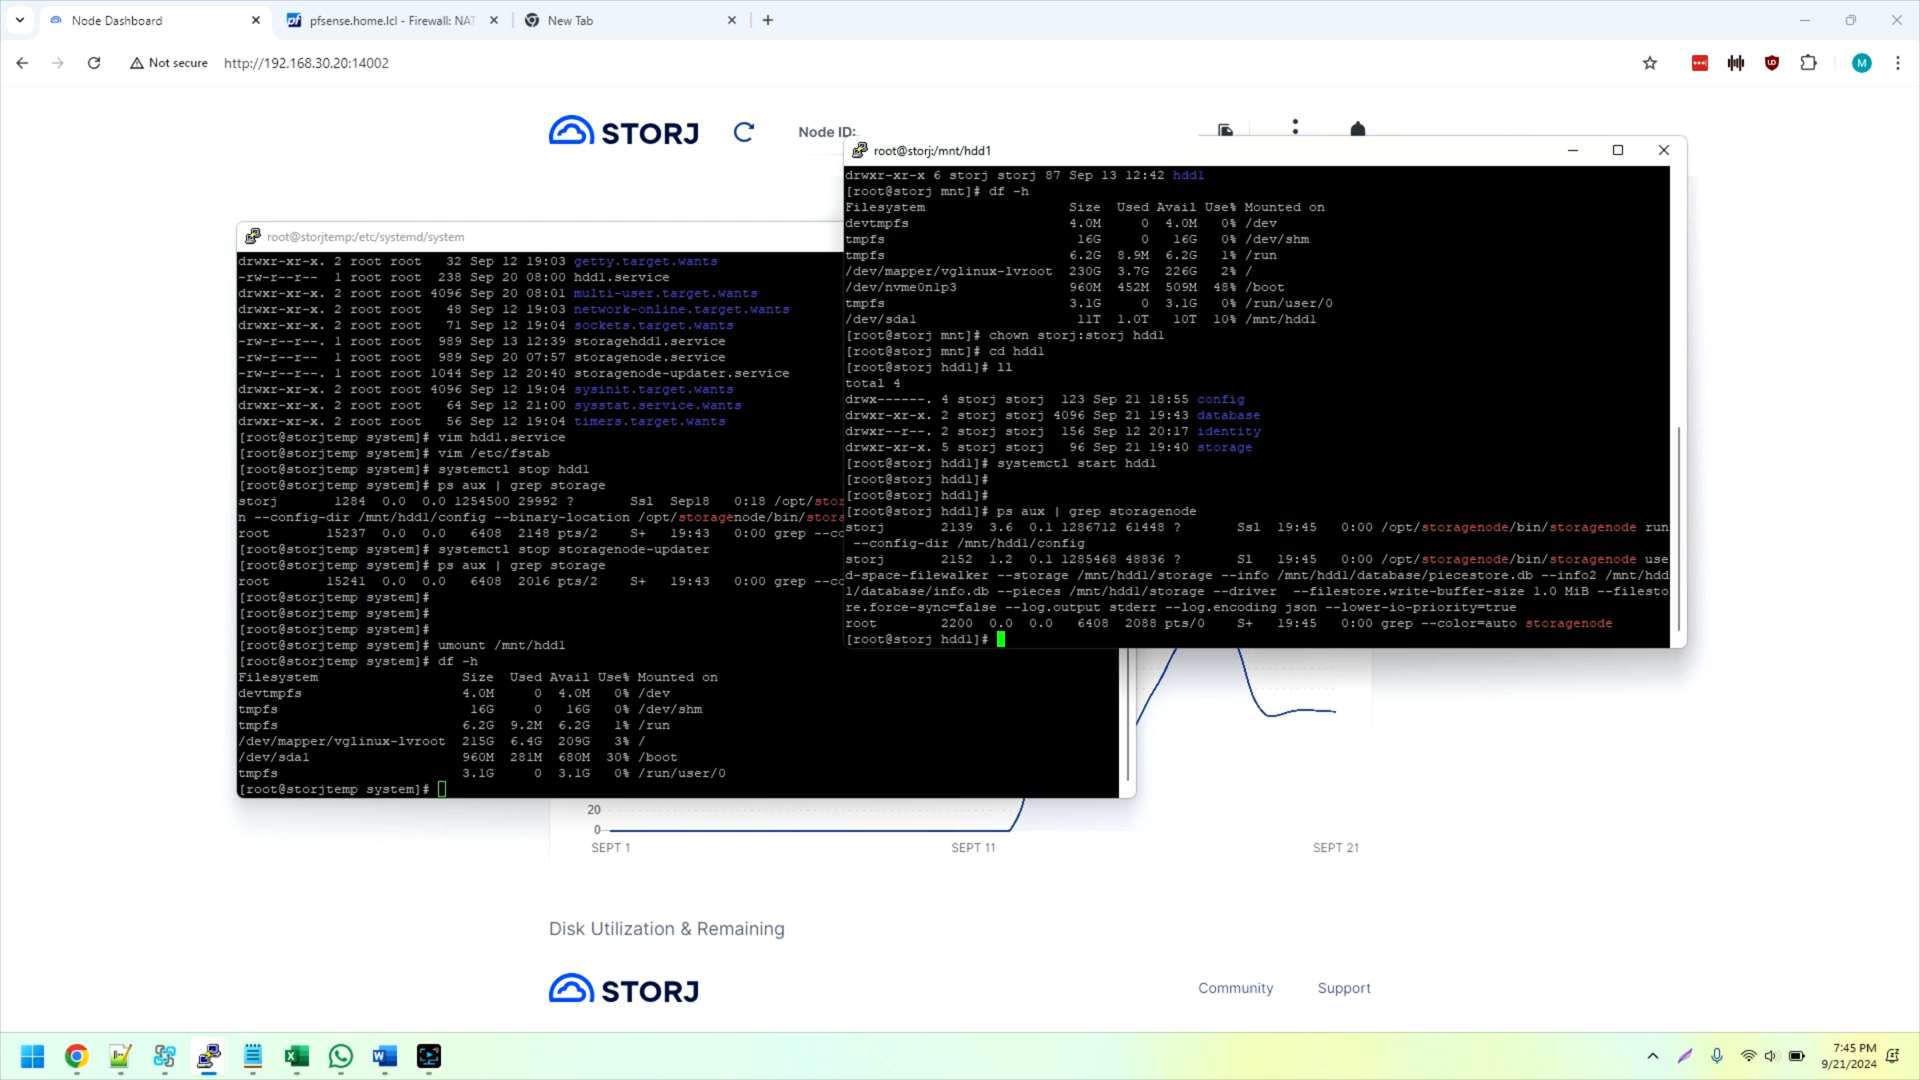 Node Dashboard
pfsense.home.lcl - Firewall: NAT
New Tab
Not secure
http://192.168.30.20:14002
M
STORJ
Node ID:
root@storj:/mnt/hdd1
drwxr-xr-x 6 storj storj 87 Sep 13 12:42 hdd1
[root@storj mnt]# df -h
Filesystem Size Used Avail Use% Mounted on
devtmpfs 4.0M 0 4.0M 0% /dev
tmpfs 16G 0 16G 0% /dev/shm
tmpfs 6.2G 8.9M 6.2G 1% /run
/dev/mapper/vglinux-lvroot 230G 3.7G 226G 2% /
/dev/nvme0n1p3 960M 452M 509M 48% /boot
tmpfs 3.1G 0 3.1G 0% /run/user/0
/dev/sda1 11T 1.0T 10T 10% /mnt/hdd1
[root@storj mnt]# chown storj:storj hdd1
[root@storj mnt]# cd hdd1
[root@storj hdd1]# ll
total 4
drwx------. 4 storj storj 123 Sep 21 18:55 config
drwxr-xr-x. 2 storj storj 4096 Sep 21 19:43 database
drwxr--r--. 2 storj storj 156 Sep 12 20:17 identity
drwxr-xr-x. 5 storj storj 96 Sep 21 19:40 storage
[root@storj hdd1]# systemctl start hdd1
[root@storj hdd1]#
[root@storj hdd1]#
[root@storj hdd1]# ps aux | grep storagenode
storj 2139 3.6 0.1 1286712 61448 ? Ssl 19:45 0:00 /opt/storagenode/bin/storagenode run
--config-dir /mnt/hdd1/config
storj 2152 1.2 0.1 1285468 48836 ? Sl 19:45 0:00 /opt/storagenode/bin/storagenode use
d-space-filewalker --storage /mnt/hdd1/storage --info /mnt/hdd1/database/piecestore.db --info2 /mnt/hdd
1/database/info.db --pieces /mnt/hdd1/storage --driver --filestore.write-buffer-size 1.0 MiB --filesto
re.force-sync=false --log.output stderr --log.encoding json --lower-io-priority=true
root 2200 0.0 0.0 6408 2088 pts/0 S+ 19:45 0:00 grep --color=auto storagenode
[root@storj hdd1]#
root@storjtemp:/etc/systemd/system
drwxr-xr-x. 2 root root 32 Sep 12 19:03 getty.target.wants
-rw-r--r-- 1 root root 238 Sep 20 08:00 hdd1.service
drwxr-xr-x. 2 root root 4096 Sep 20 08:01 multi-user.target.wants
drwxr-xr-x. 2 root root 48 Sep 12 19:03 network-online.target.wants
drwxr-xr-x. 2 root root 71 Sep 12 19:04 sockets.target.wants
-rw-r--r--. 1 root root 989 Sep 13 12:39 storagehdd1.service
-rw-r--r-- 1 root root 989 Sep 20 07:57 storagenode.service
-rw-r--r--. 1 root root 1044 Sep 12 20:40 storagenode-updater.service
drwxr-xr-x. 2 root root 4096 Sep 12 19:04 sysinit.target.wants
drwxr-xr-x. 2 root root 64 Sep 12 21:00 sysstat.service.wants
drwxr-xr-x. 2 root root 56 Sep 12 19:04 timers.target.wants
[root@storjtemp system]# vim hdd1.service
[root@storjtemp system]# vim /etc/fstab
[root@storjtemp system]# systemctl stop hdd1
[root@storjtemp system]# ps aux | grep storage
storj 1284 0.0 0.0 1254500 29992 ? Ssl Sep18 0:18 /opt/stor
n --config-dir /mnt/hdd1/config --binary-location /opt/storagenode/bin/stora
root 15237 0.0 0.0 6408 2148 pts/2 S+ 19:43 0:00 grep --co
[root@storjtemp system]# systemctl stop storagenode-updater
[root@storjtemp system]# ps aux | grep storage
root 15241 0.0 0.0 6408 2016 pts/2 S+ 19:43 0:00 grep --co
[root@storjtemp system]#
[root@storjtemp system]#
[root@storjtemp system]#
[root@storjtemp system]# umount /mnt/hdd1
[root@storjtemp system]# df -h
Filesystem Size Used Avail Use% Mounted on
devtmpfs 4.0M 0 4.0M 0% /dev
tmpfs 16G 0 16G 0% /dev/shm
tmpfs 6.2G 9.2M 6.2G 1% /run
/dev/mapper/vglinux-lvroot 215G 6.4G 209G 3% /
/dev/sda1 960M 281M 680M 30% /boot
tmpfs 3.1G 0 3.1G 0% /run/user/0
[root@storjtemp system]#
20
0
SEPT 1
SEPT 11
SEPT 21
Disk Utilization & Remaining
STORJ
Community
Support
7:45 PM
9/21/2024